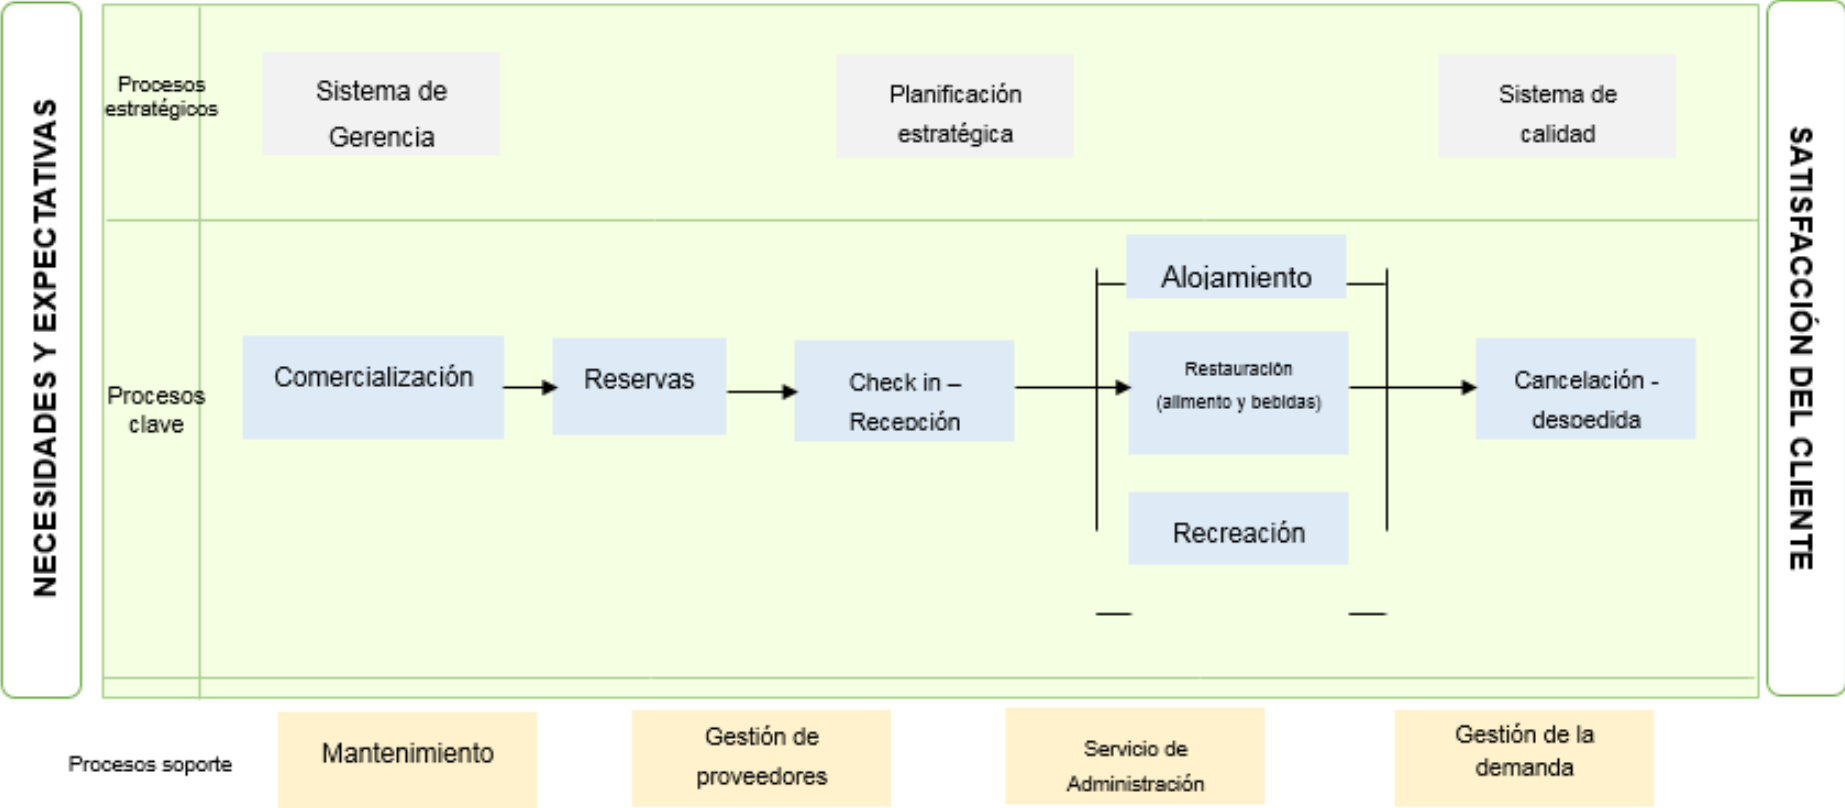 NECESIDADES Y EXPECTATIVAS
Procesos
estratégicos
Sistema de
Gerencia
Planificación
estratégica
Sistema de
calidad
Procesos
clave
Comercialización
Reservas
Check in –
Recepción
Alojamiento
Restauración
(alimento y bebidas)
Recreación
Cancelación -
despedida
SATISFACCIÓN DEL CLIENTE
Procesos soporte
Mantenimiento
Gestión de
proveedores
Servicio de
Administración
Gestión de la
demanda